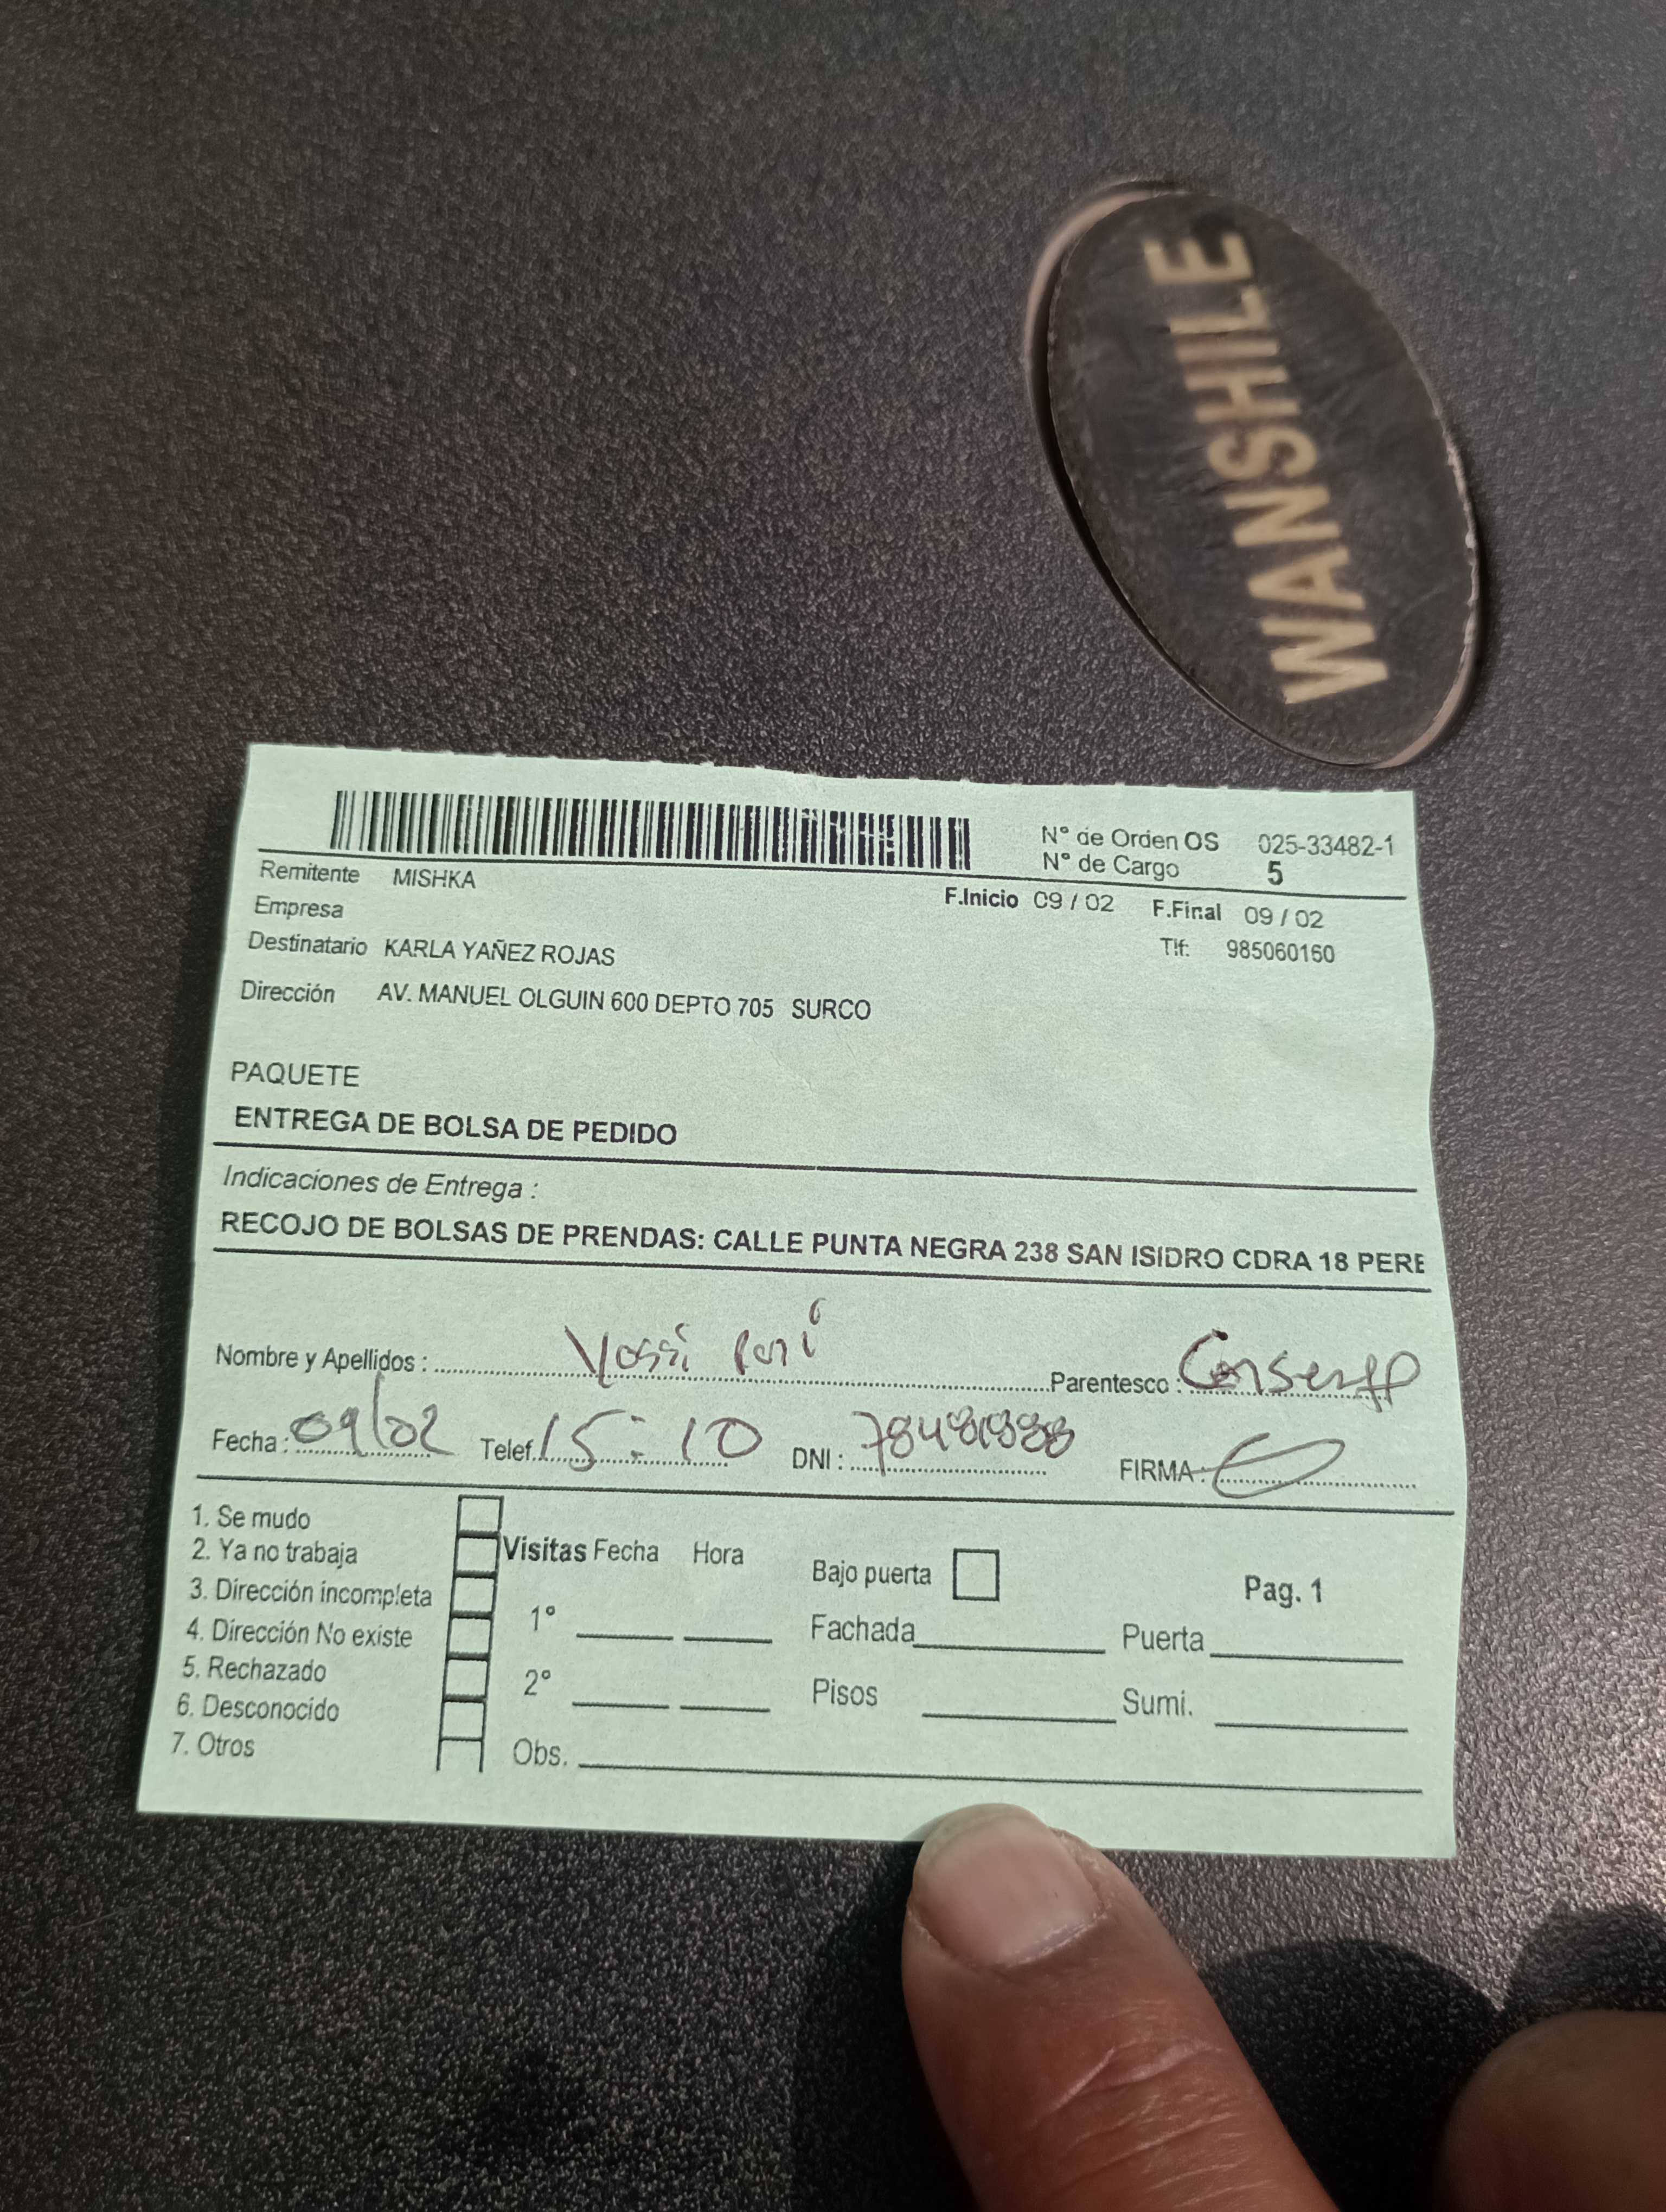 WANSHILE
N° de Orden OS 025-33482-1
N° de Cargo 5
Remitente MISHKA
F.Inicio 09 / 02 F.Final 09 / 02
Empresa
Destinatario KARLA YAÑEZ ROJAS Tlf: 985060160
Dirección AV. MANUEL OLGUIN 600 DEPTO 705 SURCO
PAQUETE
ENTREGA DE BOLSA DE PEDIDO
Indicaciones de Entrega :
RECOJO DE BOLSAS DE PRENDAS: CALLE PUNTA NEGRA 238 SAN ISIDRO CDRA 18 PERE
Nombre y Apellidos : Yossi Parentesco :
Fecha : 09/02 Telef. 15:10 DNI : FIRMA :
1. Se mudo
2. Ya no trabaja
3. Dirección incompleta
4. Dirección No existe
5. Rechazado
6. Desconocido
7. Otros
Visitas Fecha Hora
1°
2°
Obs.
Bajo puerta
Fachada
Pisos
Pag. 1
Puerta
Sumi.